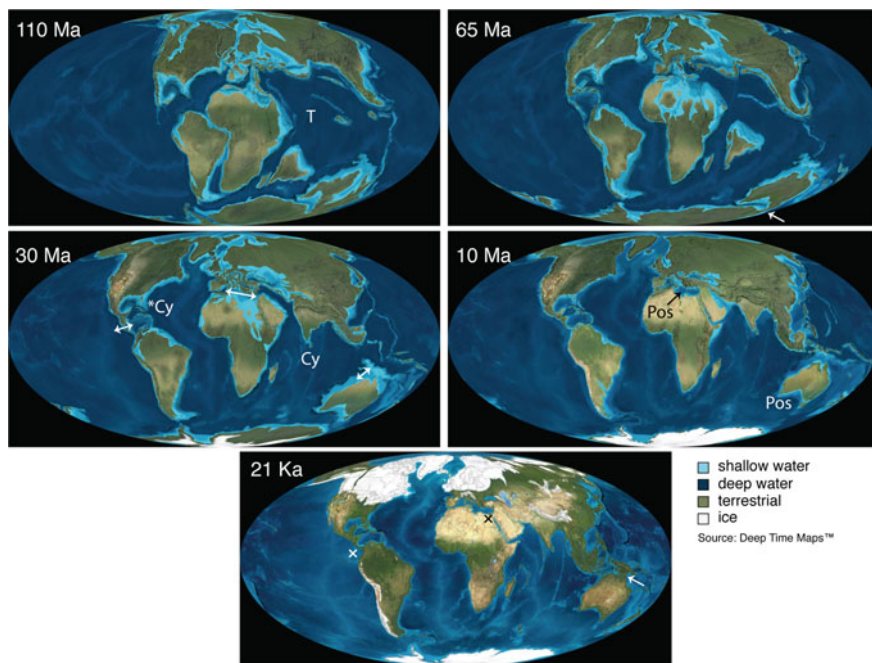 110 Ma
T
65 Ma
30 Ma
*Cy
Cy
10 Ma
Pos
Pos
21 Ka
×
×
shallow water
deep water
terrestrial
ice
Source: Deep Time Maps™